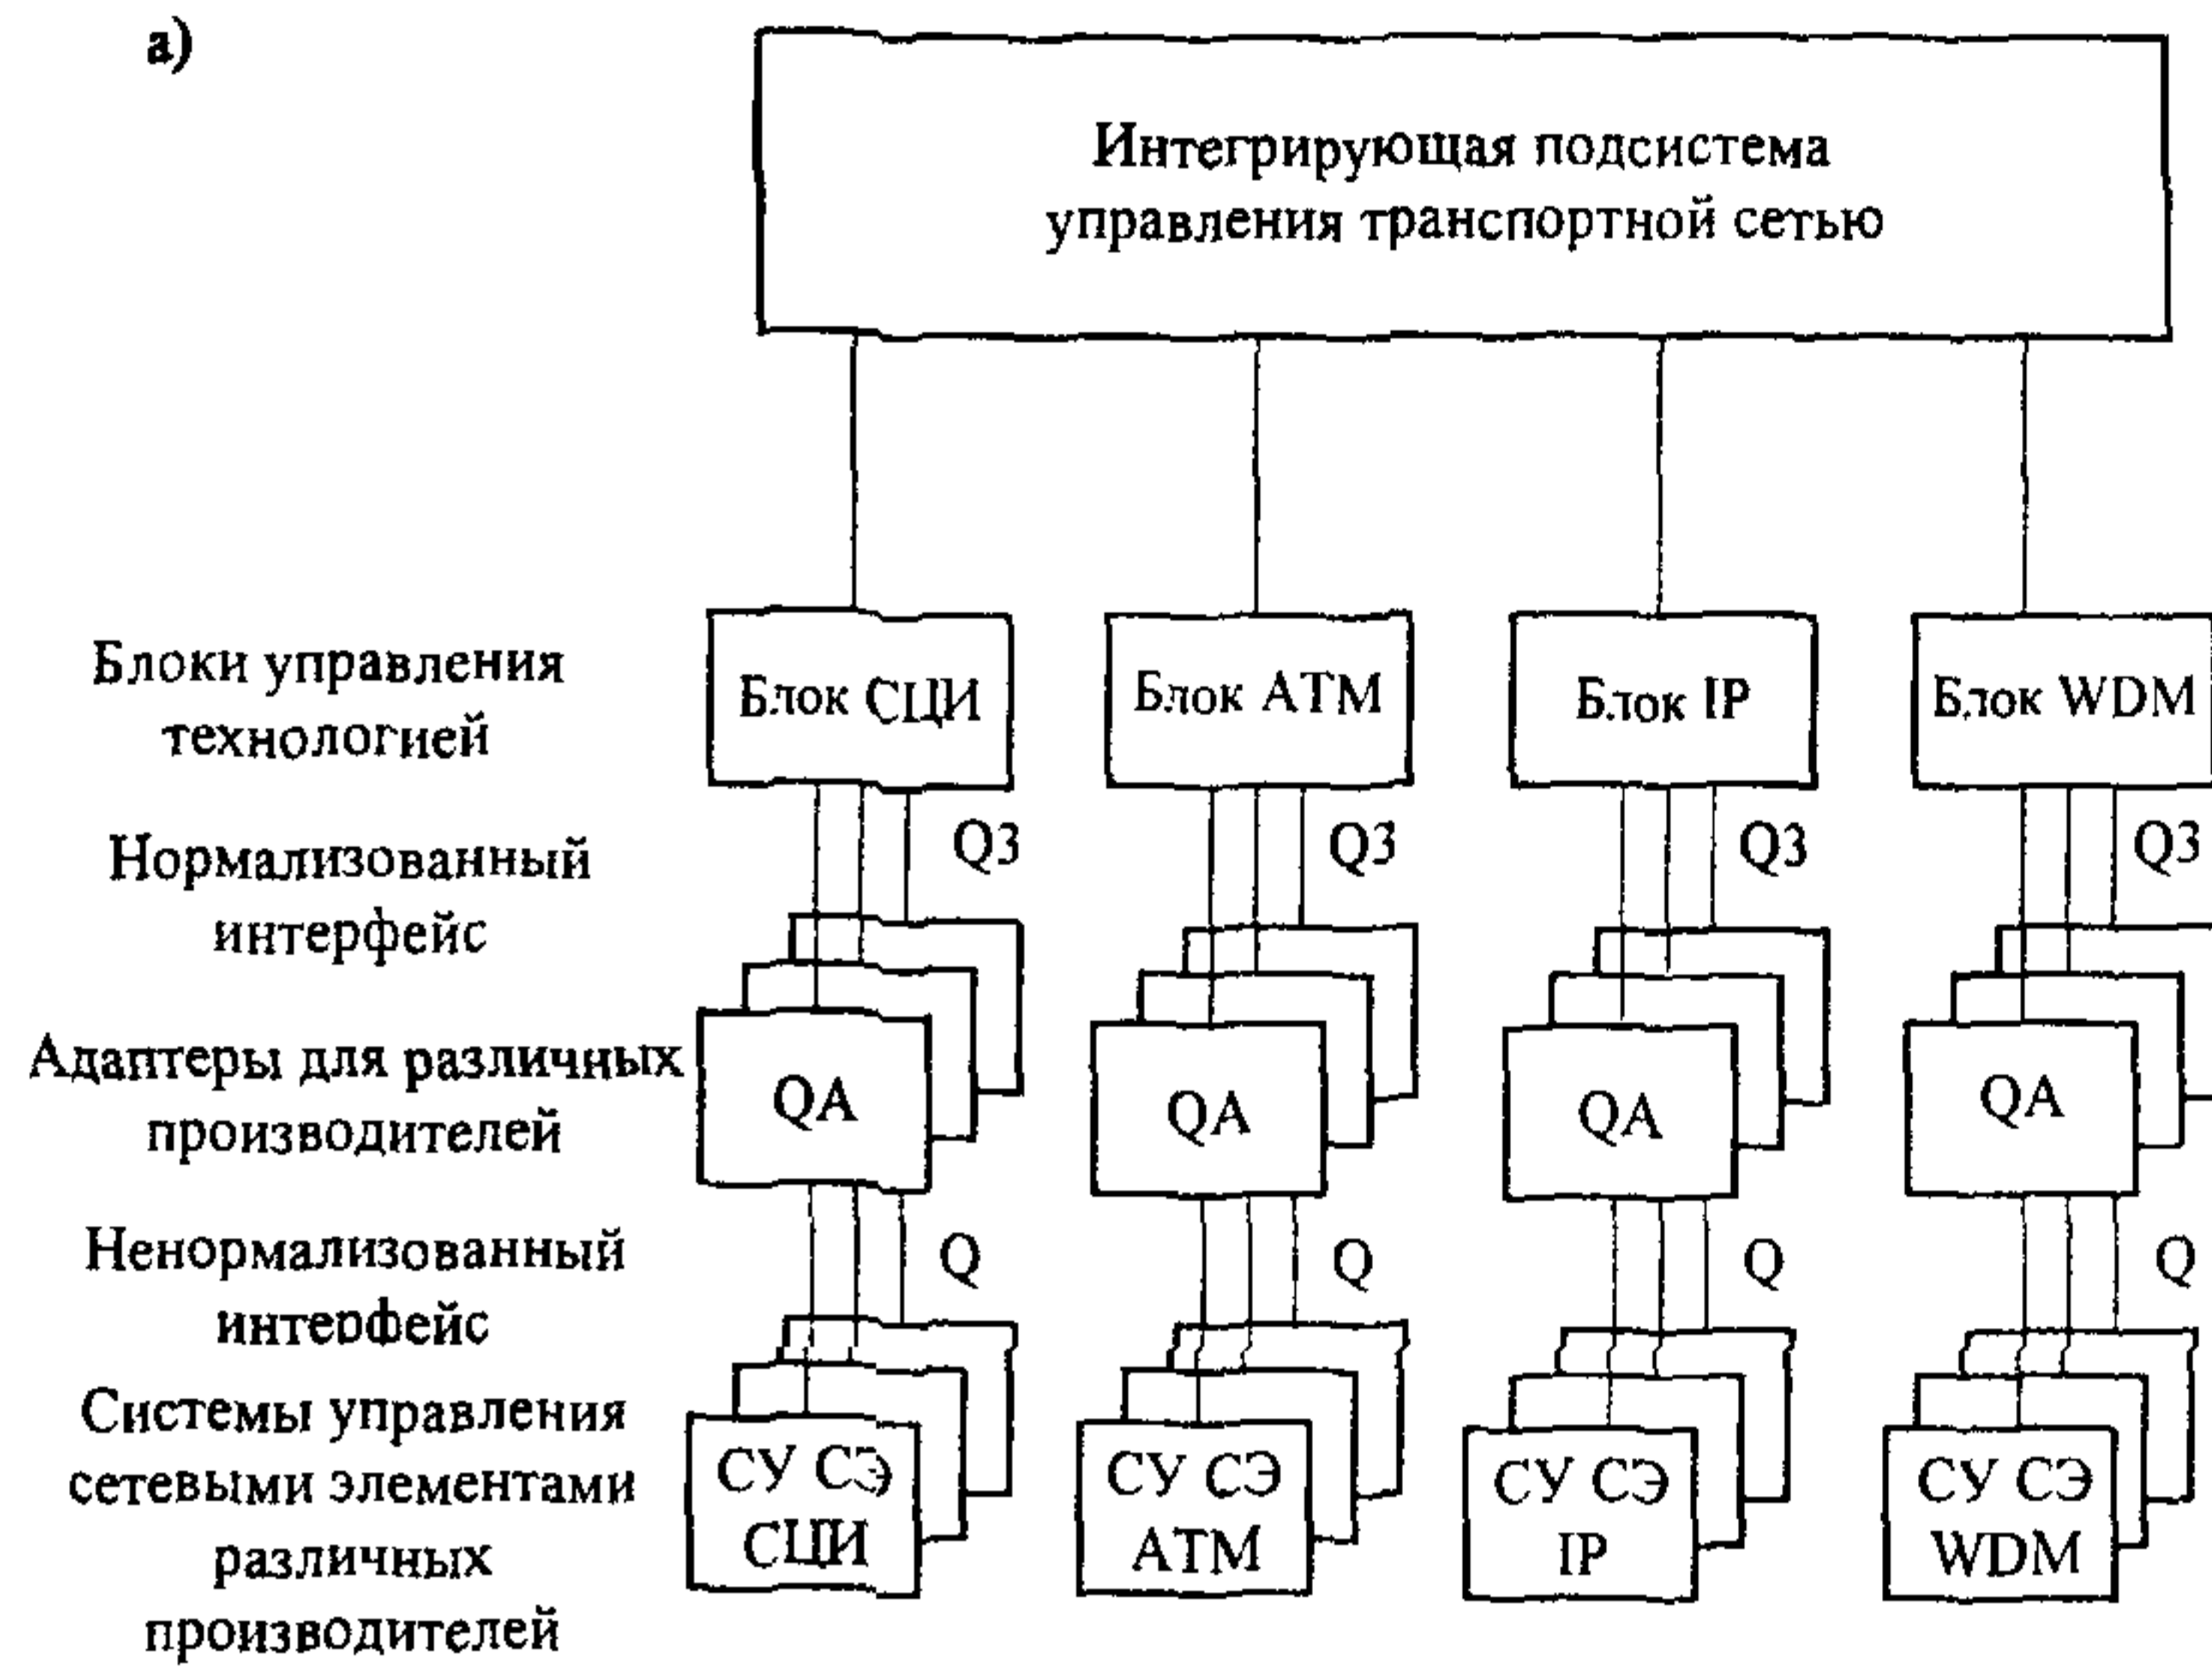 а)
Интегрирующая подсистема
управления транспортной сетью
Блоки управления
технологией
Блок СЦИ
Блок АТМ
Блок IP
Блок WDM
Нормализованный
интерфейс
Q3
Q3
Q3
Q3
Адаптеры для различных
производителей
QA
QA
QA
QA
Ненормализованный
интерфейс
Q
Q
Q
Q
Системы управления
сетевыми элементами
различных
производителей
СУ СЭ
СЦИ
СУ СЭ
АТМ
СУ СЭ
IP
СУ СЭ
WDM